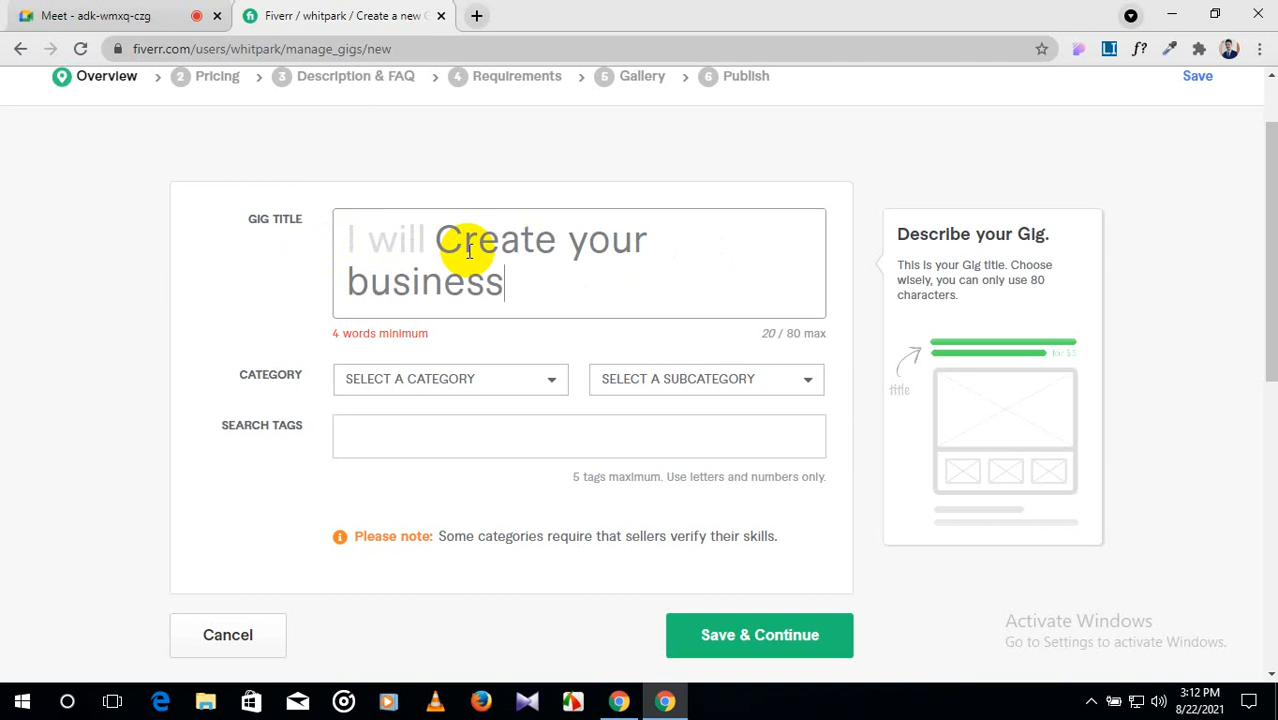 Meet - adk-wmxq-czg
Fiverr / whitpark / Create a new G
fiverr.com/users/whitpark/manage_gigs/new
Overview
2 Pricing
3 Description & FAQ
4 Requirements
5 Gallery
6 Publish
Save
GIG TITLE
I will Create your
business
4 words minimum
20 / 80 max
CATEGORY
SELECT A CATEGORY
SELECT A SUBCATEGORY
SEARCH TAGS
5 tags maximum. Use letters and numbers only.
Please note: Some categories require that sellers verify their skills.
Cancel
Save & Continue
Describe your Gig.
This is your Gig title. Choose
wisely, you can only use 80
characters.
for $5
title
Activate Windows
Go to Settings to activate Windows.
3:12 PM
8/22/2021